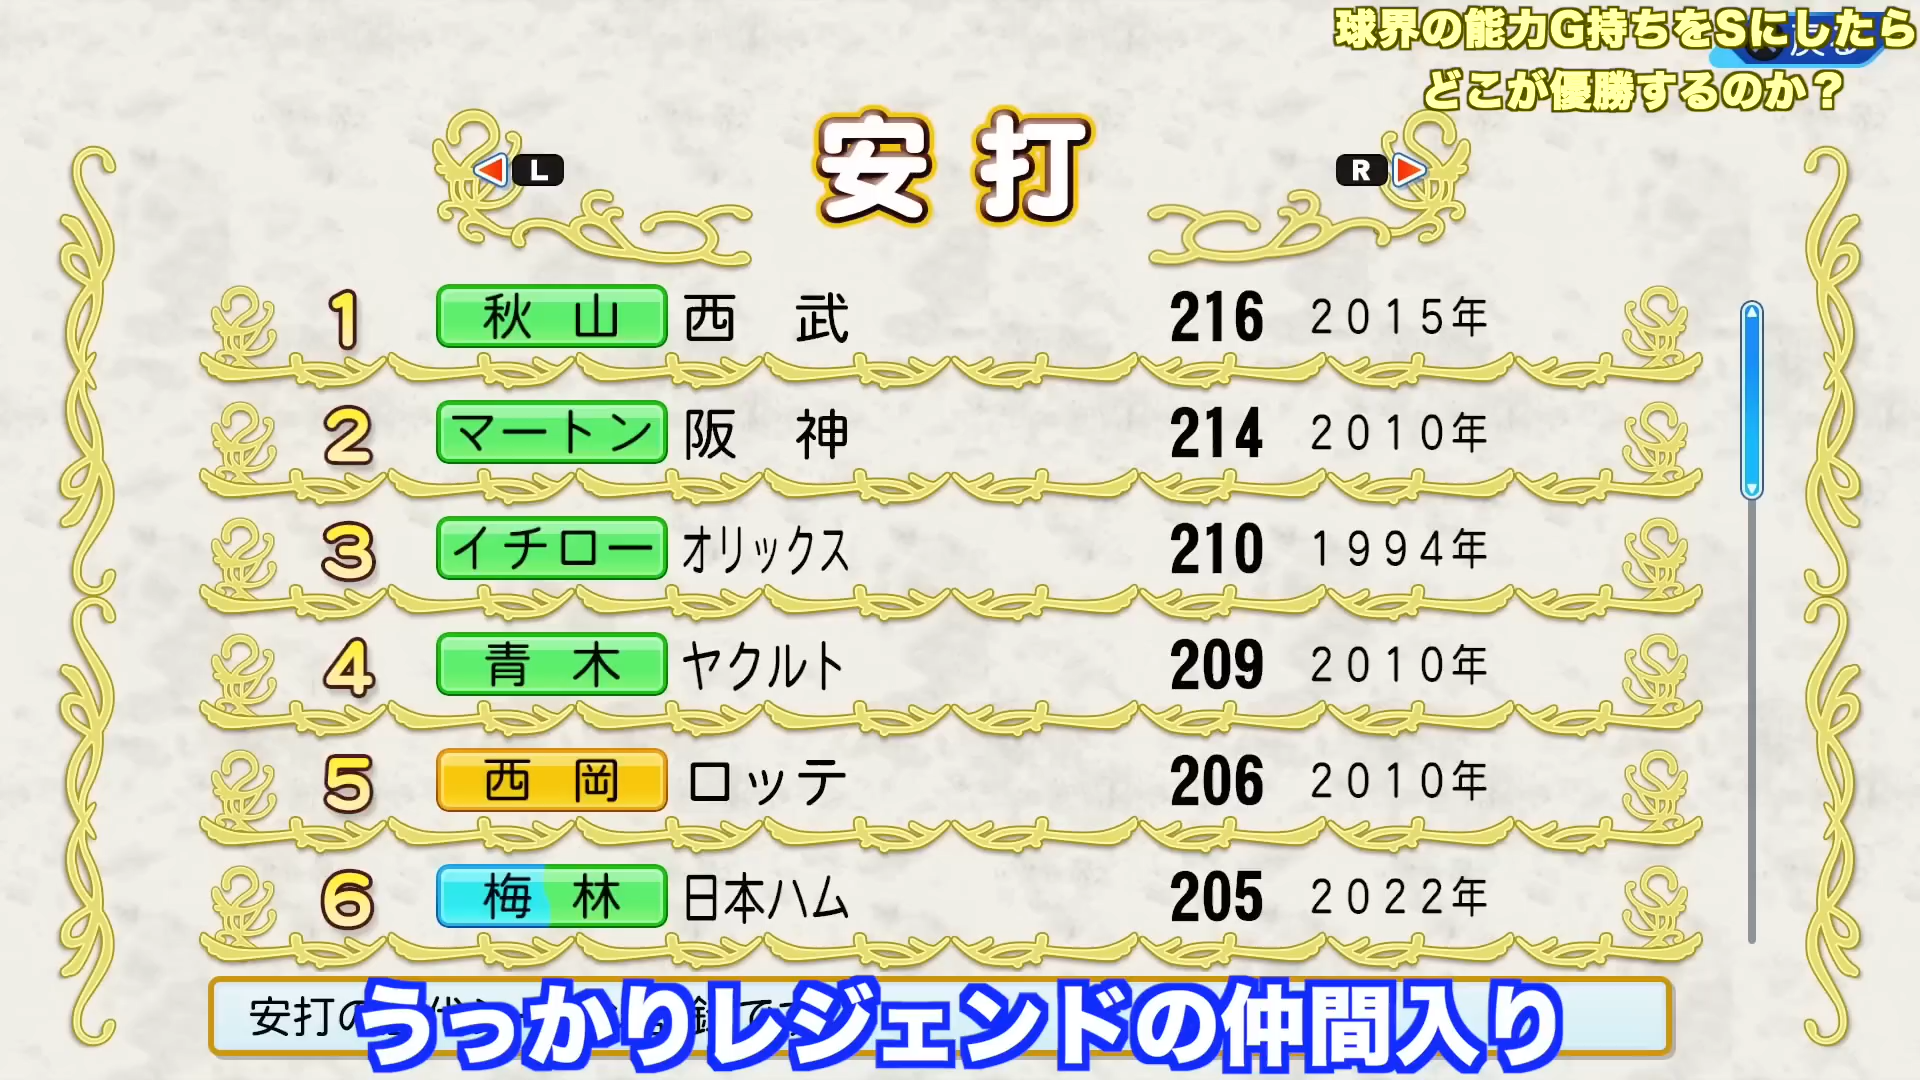 球界の能力G持ちをSにしたら
どこが優勝するのか？
L 安打 R
1 秋山 西武 216 2015年
2 マートン 阪神 214 2010年
3 イチロー オリックス 210 1994年
4 青木 ヤクルト 209 2010年
5 西岡 ロッテ 206 2010年
6 梅林 日本ハム 205 2022年
安打の
うっかりレジェンドの仲間入り